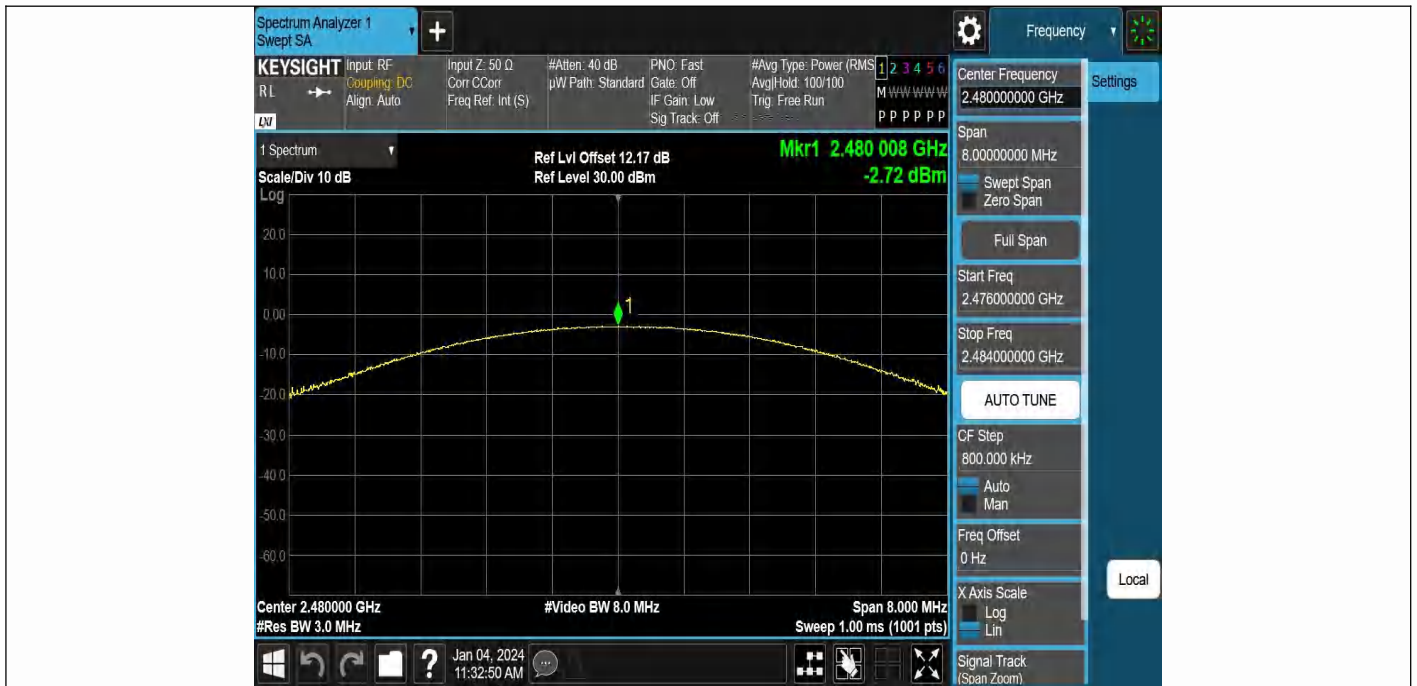 Spectrum Analyzer 1
Swept SA
+
Frequency
KEYSIGHT
RL
LXI
Input: RF
Coupling: DC
Align: Auto
Input Z: 50 Ω
Corr CCorr
Freq Ref: Int (S)
#Atten: 40 dB
µW Path: Standard
PNO: Fast
Gate: Off
IF Gain: Low
Sig Track: Off
#Avg Type: Power (RMS
Avg|Hold: 100/100
Trig: Free Run
1 2 3 4 5 6
M W W W W W
P P P P P P
1 Spectrum
Scale/Div 10 dB
Log
Ref Lvl Offset 12.17 dB
Ref Level 30.00 dBm
Mkr1 2.480 008 GHz
-2.72 dBm
20.0
10.0
0.00
-10.0
-20.0
-30.0
-40.0
-50.0
-60.0
1
Center 2.480000 GHz
#Res BW 3.0 MHz
#Video BW 8.0 MHz
Span 8.000 MHz
Sweep 1.00 ms (1001 pts)
Center Frequency
2.480000000 GHz
Settings
Span
8.00000000 MHz
Swept Span
Zero Span
Full Span
Start Freq
2.476000000 GHz
Stop Freq
2.484000000 GHz
AUTO TUNE
CF Step
800.000 kHz
Auto
Man
Freq Offset
0 Hz
X Axis Scale
Log
Lin
Signal Track
(Span Zoom)
Local
?
Jan 04, 2024
11:32:50 AM